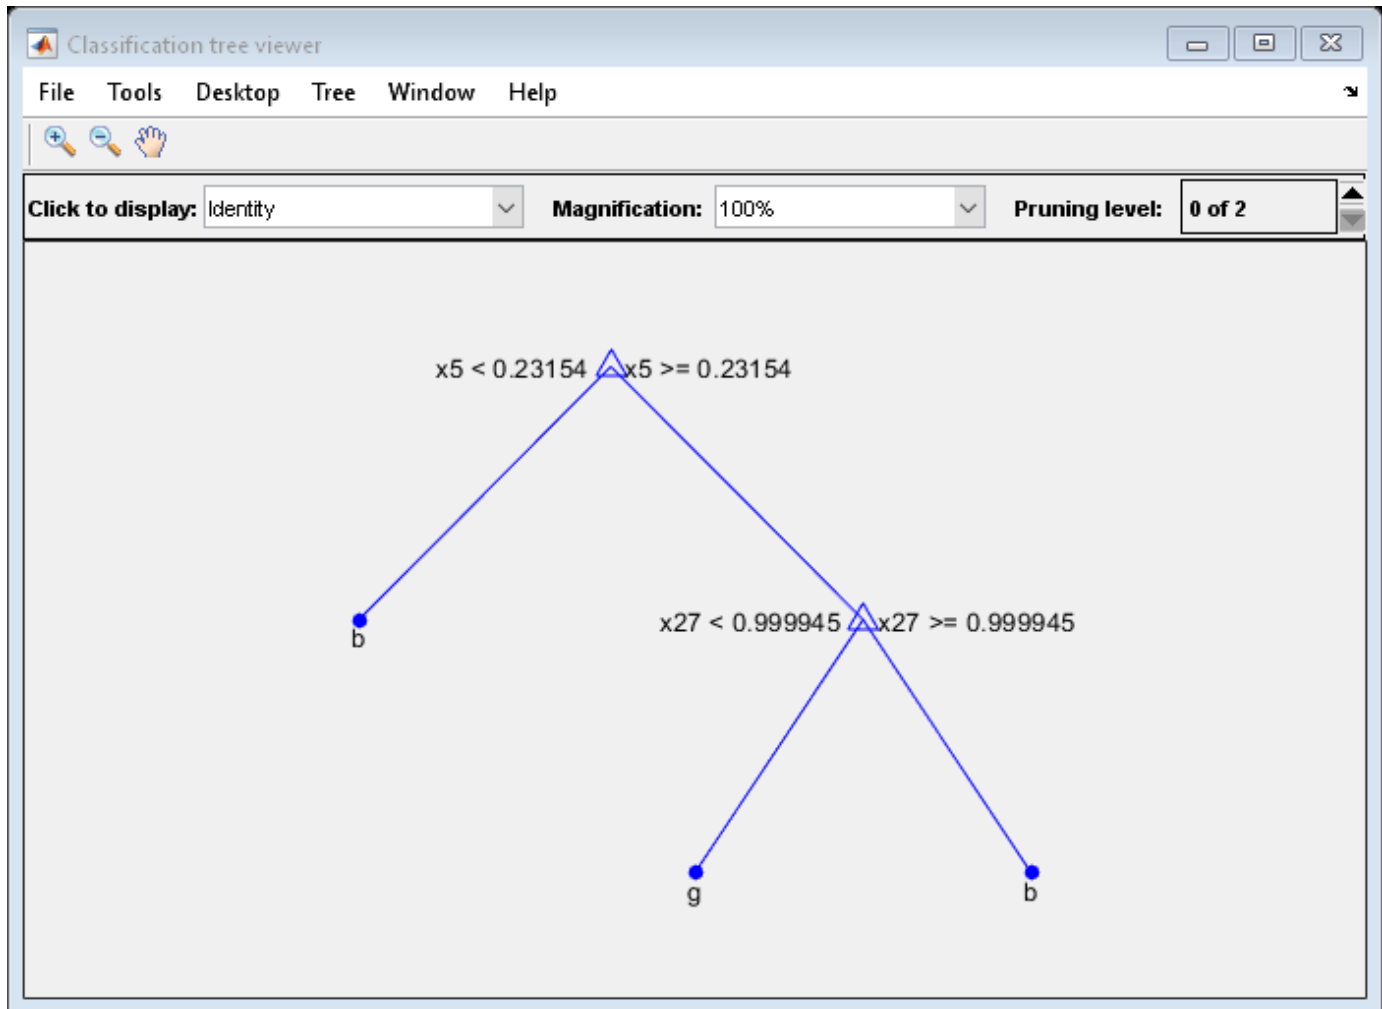 Classification tree viewer
File Tools Desktop Tree Window Help
Click to display: Identity Magnification: 100% Pruning level: 0 of 2
x5 < 0.23154 x5 >= 0.23154
b
x27 < 0.999945 x27 >= 0.999945
g b